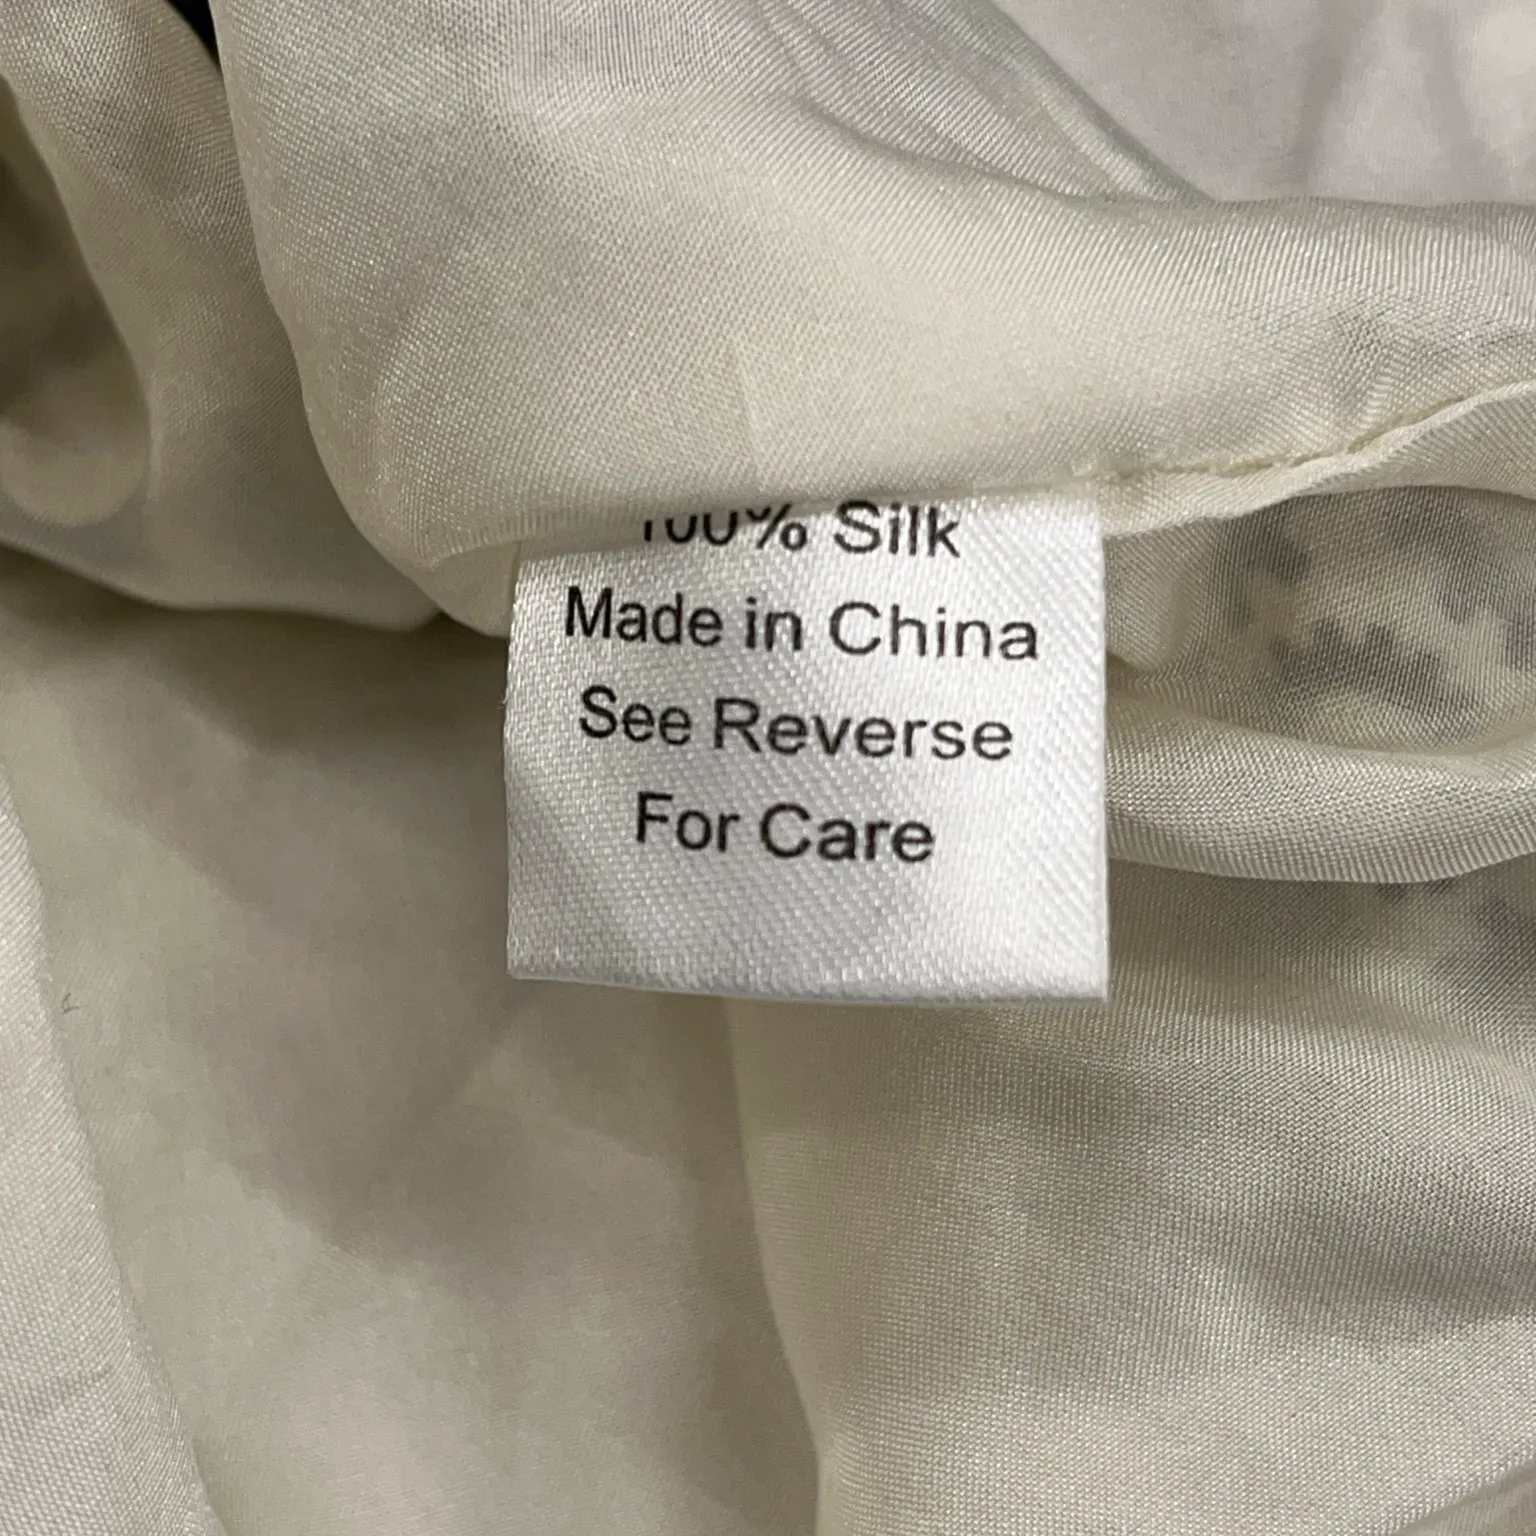 100% Silk
Made in China
See Reverse
For Care